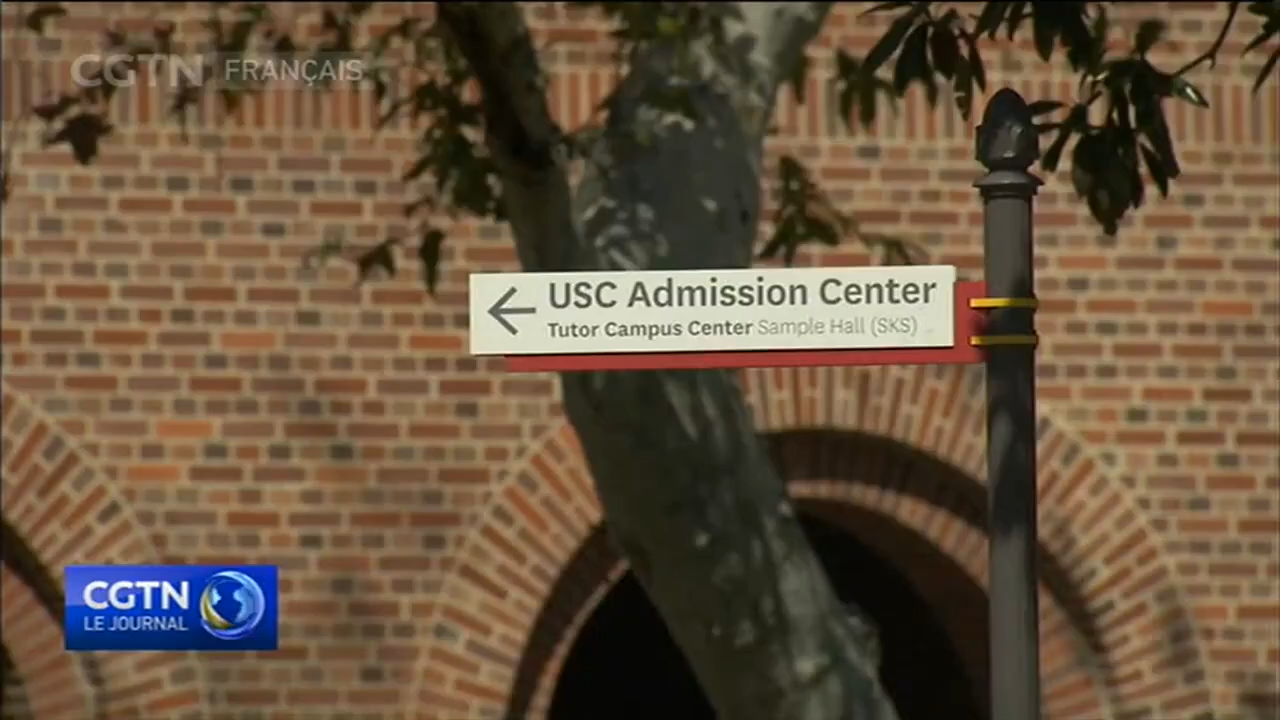 CGTN FRANÇAIS
USC Admission Center
Tutor Campus Center Sample Hall (SKS)
CGTN
LE JOURNAL